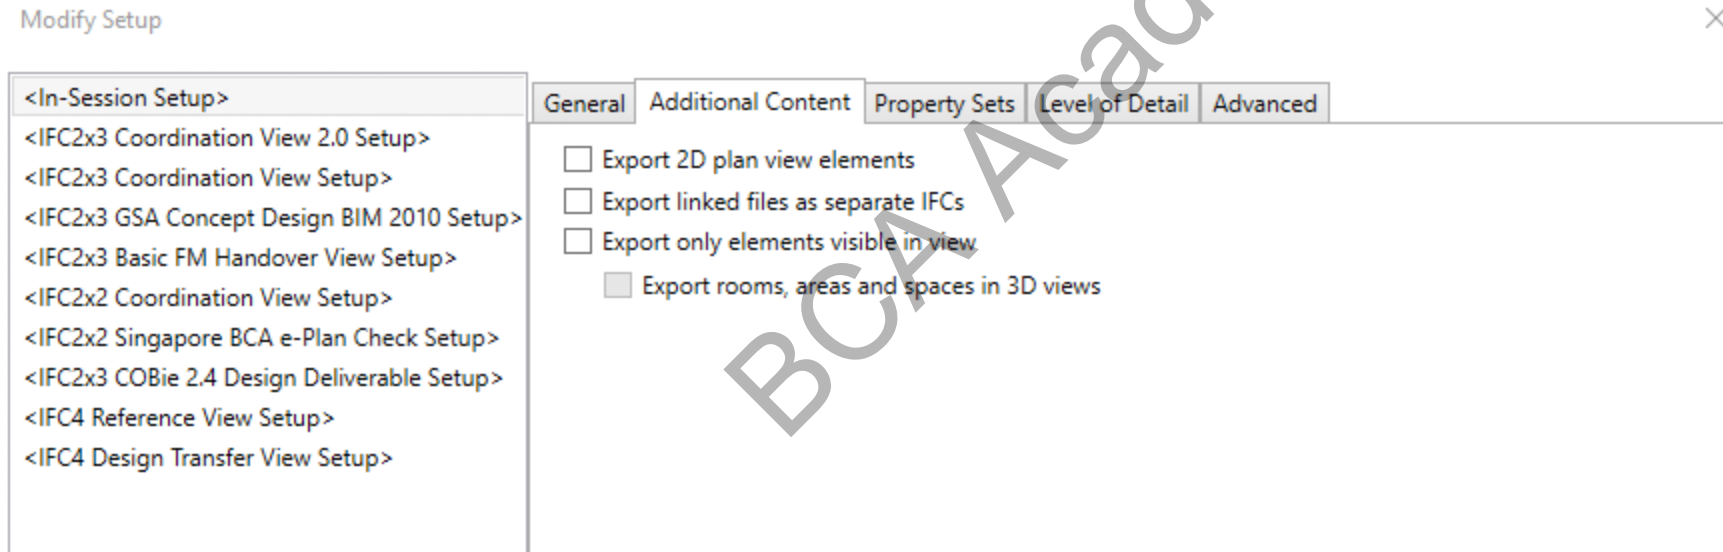 Modify Setup
<In-Session Setup>
<IFC2x3 Coordination View 2.0 Setup>
<IFC2x3 Coordination View Setup>
<IFC2x3 GSA Concept Design BIM 2010 Setup>
<IFC2x3 Basic FM Handover View Setup>
<IFC2x2 Coordination View Setup>
<IFC2x2 Singapore BCA e-Plan Check Setup>
<IFC2x3 COBie 2.4 Design Deliverable Setup>
<IFC4 Reference View Setup>
<IFC4 Design Transfer View Setup>
General Additional Content Property Sets Level of Detail Advanced
Export 2D plan view elements
Export linked files as separate IFCs
Export only elements visible in view
Export rooms, areas and spaces in 3D views
BCA Acad